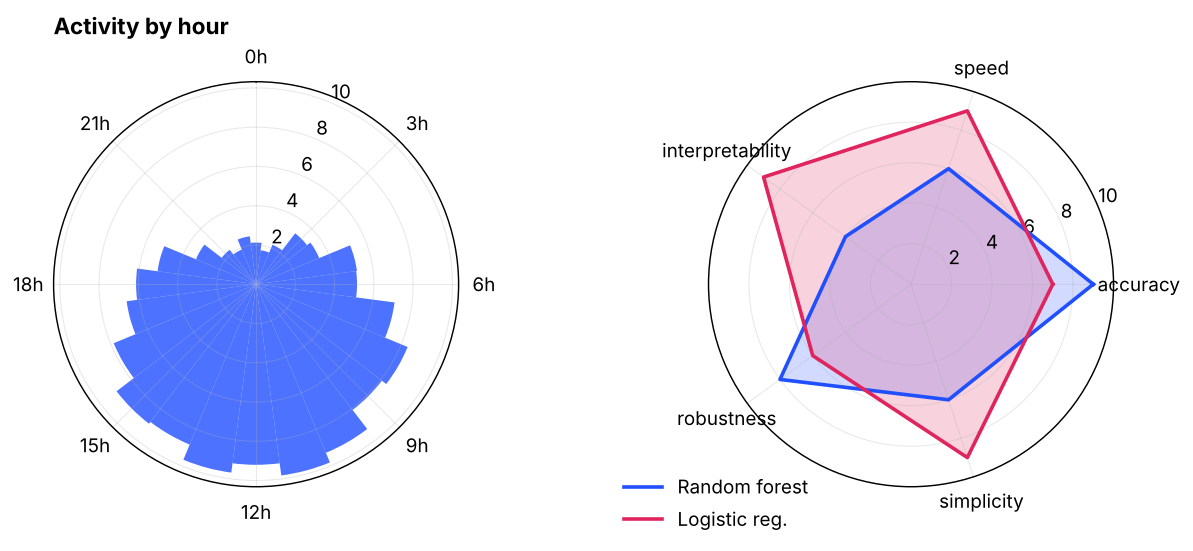 Activity by hour
0h
3h
6h
9h
12h
15h
18h
21h
2
4
6
8
10
speed
interpretability
accuracy
robustness
simplicity
2
4
6
8
10
Random forest
Logistic reg.